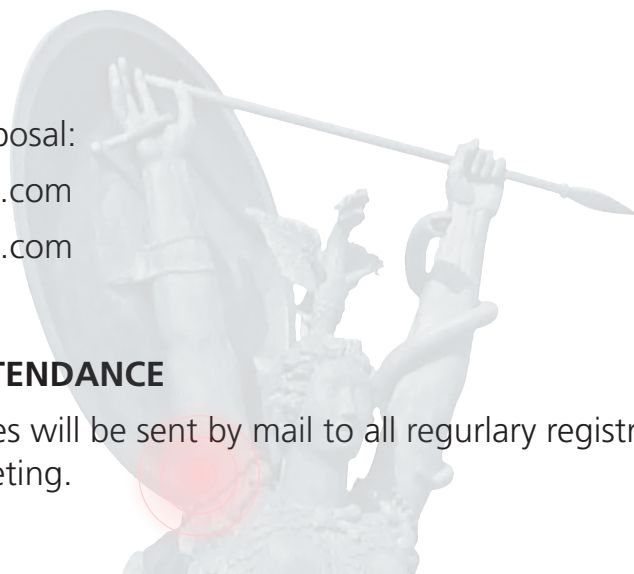 posal:
.com
.com
TENDANCE
es will be sent by mail to all regurlary registr
eting.